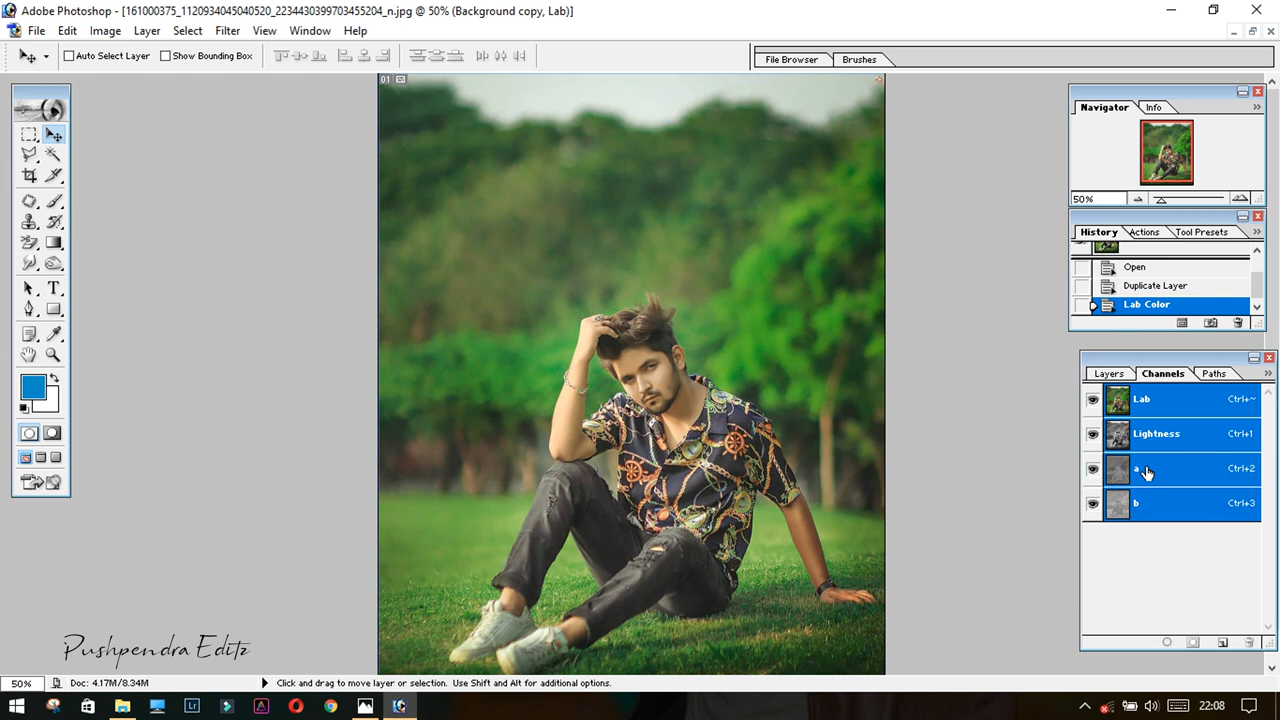 Adobe Photoshop - [161000375_1120934045040520_2234430399703455204_n.jpg @ 50% (Background copy, Lab)]
File Edit Image Layer Select Filter View Window Help
Auto Select Layer Show Bounding Box File Browser Brushes
01
Navigator Info
50%
History Actions Tool Presets
Open
Duplicate Layer
Lab Color
Layers Channels Paths
Lab Ctrl+~
Lightness Ctrl+1
a Ctrl+2
b Ctrl+3
Pushpendra Editz
50% Doc: 4.17M/8.34M Click and drag to move layer or selection. Use Shift and Alt for additional options.
22:08